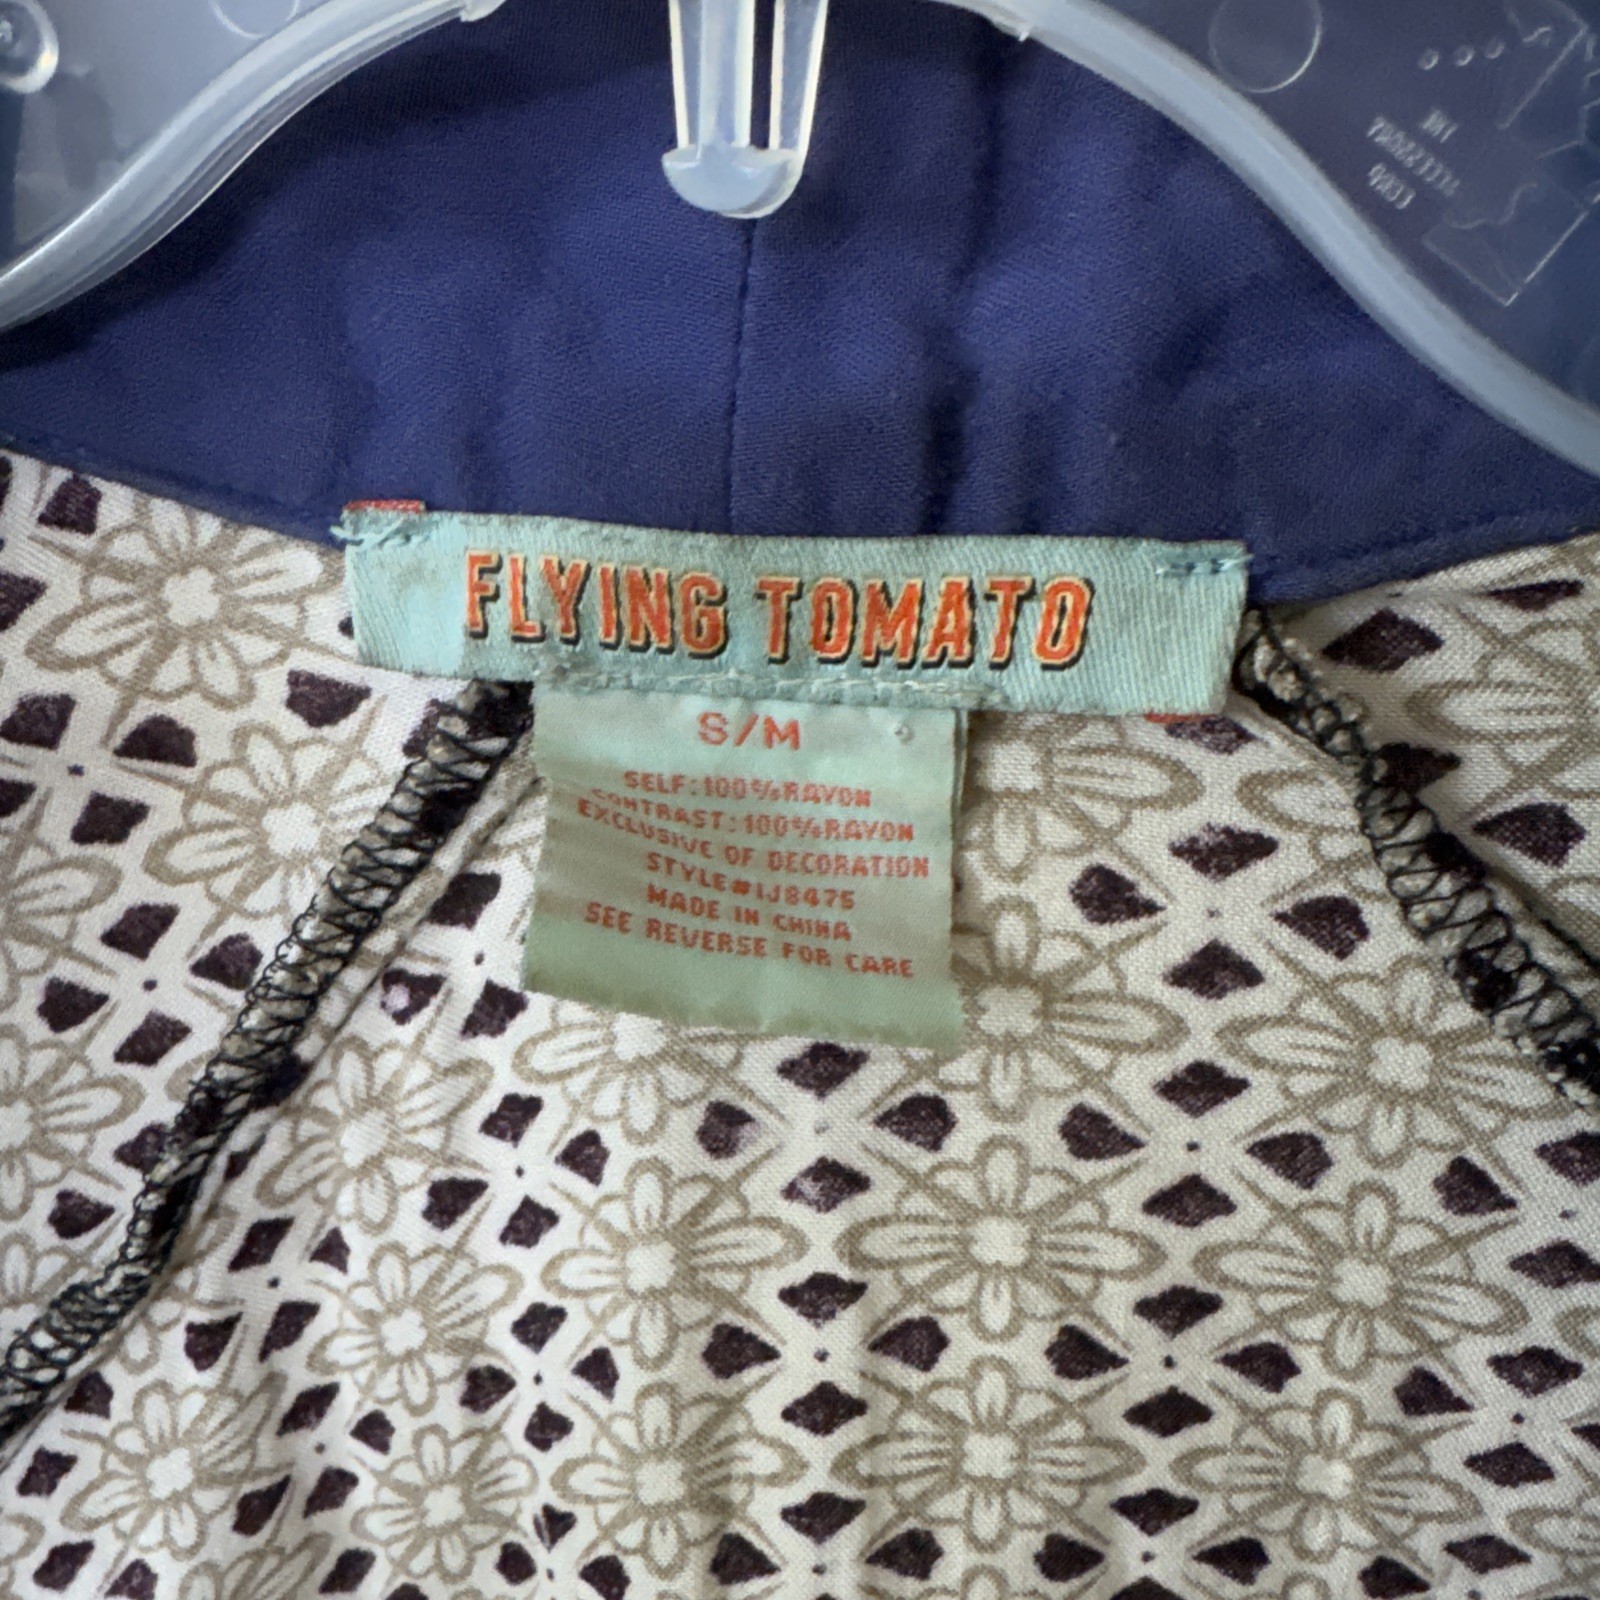 FLYING TOMATO
S/M
SELF:100%RAYON
CONTRAST:100%RAYON
EXCLUSIVE OF DECORATION
STYLE#IJ8475
MADE IN CHINA
SEE REVERSE FOR CARE